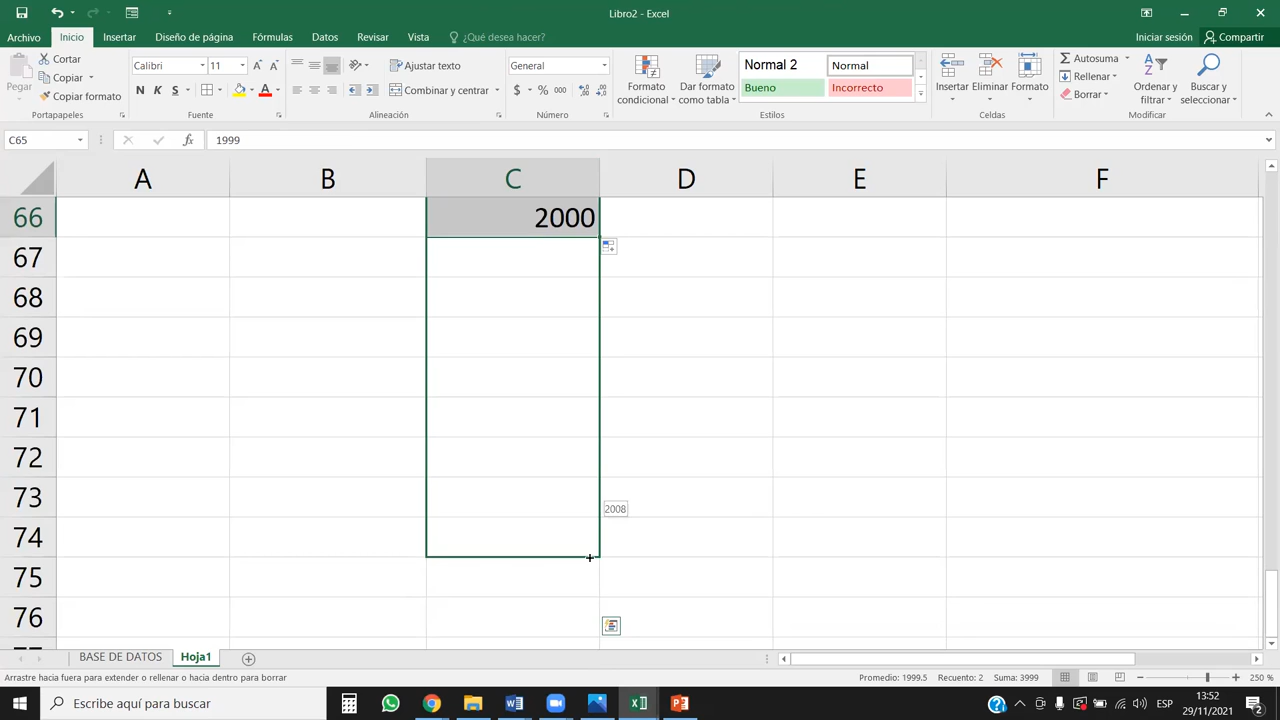 Libro2 - Excel
Archivo Inicio Insertar Diseño de página Fórmulas Datos Revisar Vista ¿Qué desea hacer? Iniciar sesión Compartir
Pegar
Cortar
Copiar
Copiar formato
Portapapeles
Calibri 11
N K S A
Fuente
Ajustar texto
Combinar y centrar
Alineación
General
$ % 000
Número
Formato condicional
Dar formato como tabla
Normal 2 Normal
Bueno Incorrecto
Estilos
Insertar Eliminar Formato
Celdas
Autosuma
Rellenar
Borrar
Ordenar y filtrar
Buscar y seleccionar
Modificar
C65 fx 1999
A B C D E F
66 2000
67
68
69
70
71
72
73
2008
74
75
76
BASE DE DATOS Hoja1
Arrastre hacia fuera para extender o rellenar o hacia dentro para borrar Promedio: 1999.5 Recuento: 2 Suma: 3999 250 %
Escribe aquí para buscar
ESP
13:52
29/11/2021
2